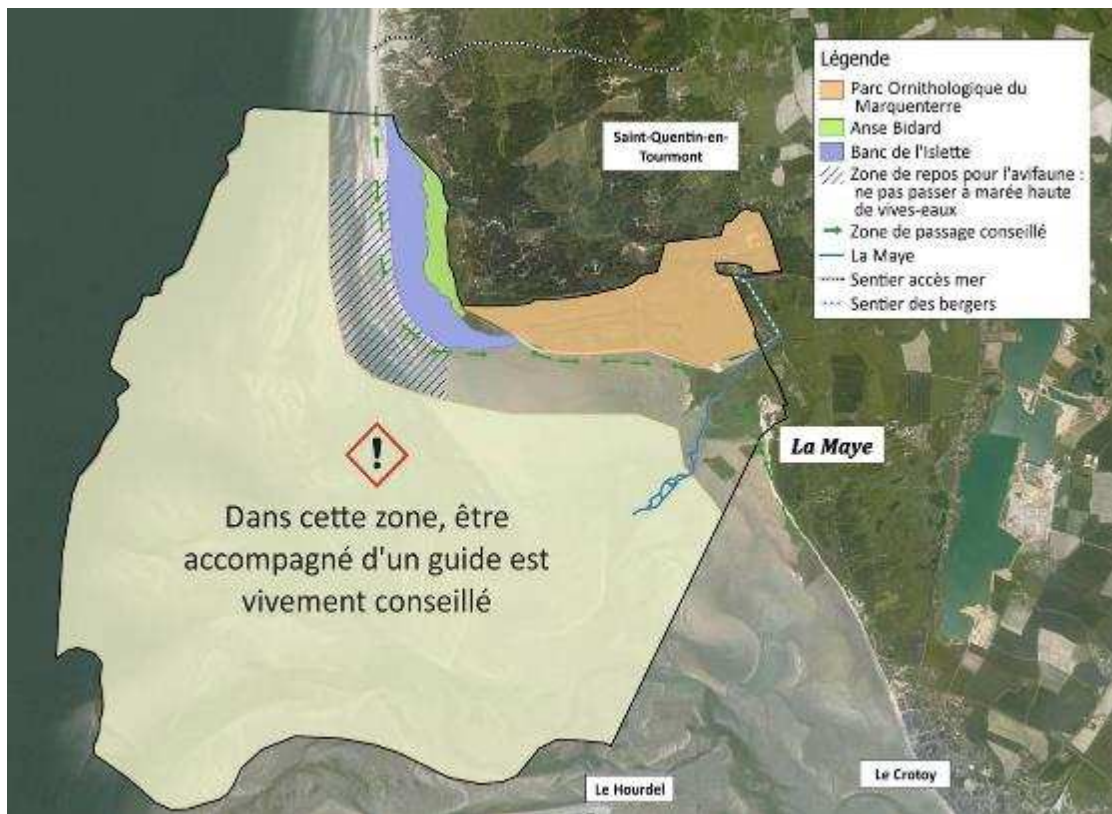 Légende
Parc Ornithologique du
Marquenterre
Anse Bidard
Banc de l'Islette
Zone de repos pour l'avifaune :
ne pas passer à marée haute
de vives-eaux
Zone de passage conseillé
La Maye
Sentier accès mer
Sentier des bergers
Saint-Quentin-en-
Tourmont
La Maye
!
Dans cette zone, être
accompagné d'un guide est
vivement conseillé
Le Crotoy
Le Hourdel